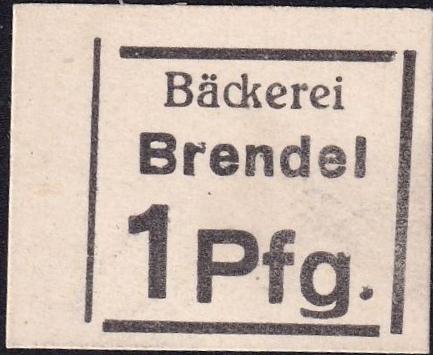 Bäckerei
Brendel
1 Pfg.